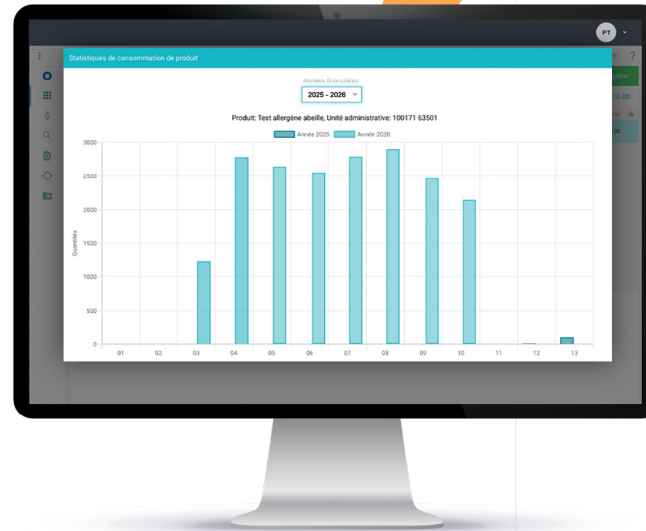 PT
Statistiques de consommation de produit
?
Années financières
2025 - 2026
Produit: Test allergène abeille, Unité administrative: 100171 63501
Année 2025 Année 2026
Quantités
3000
2500
2000
1500
1000
500
0
01 02 03 04 05 06 07 08 09 10 11 12 13